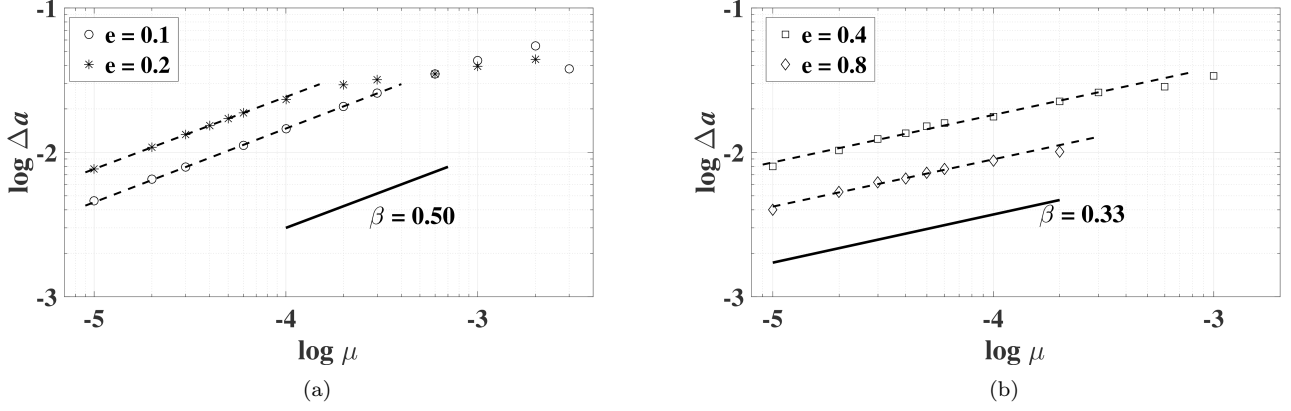 -1
e = 0.1
e = 0.2
-2
log Δa
β = 0.50
-3
-5
-4
-3
log μ
(a)
-1
e = 0.4
e = 0.8
-2
log Δa
β = 0.33
-3
-5
-4
-3
log μ
(b)